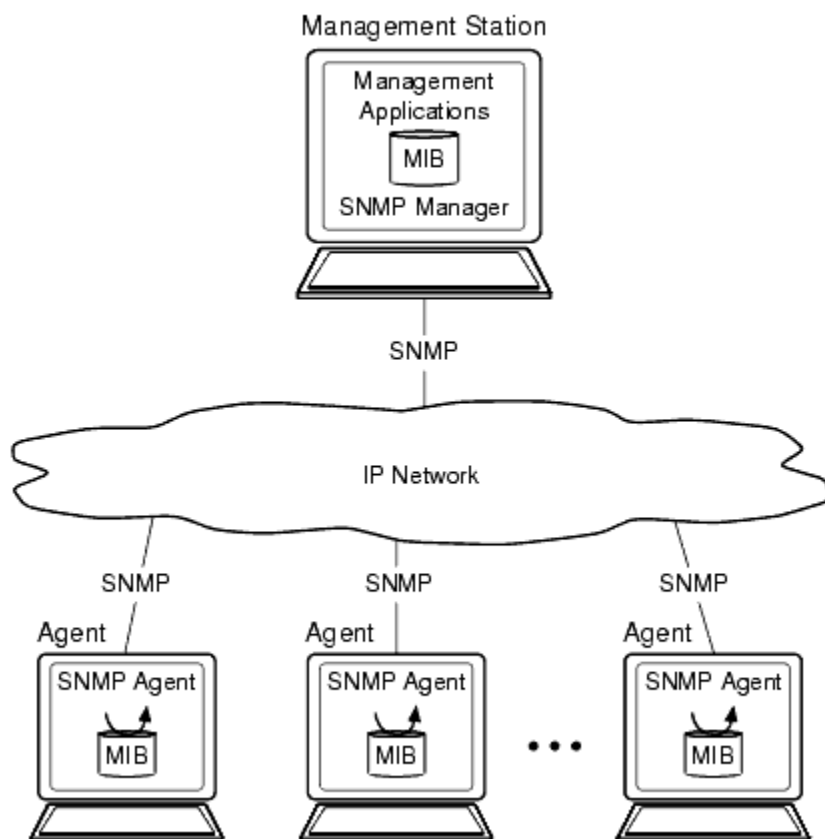 Management Station
Management
Applications
MIB
SNMP Manager
SNMP
IP Network
SNMP
SNMP
SNMP
Agent
Agent
Agent
SNMP Agent
SNMP Agent
SNMP Agent
MIB
MIB
MIB